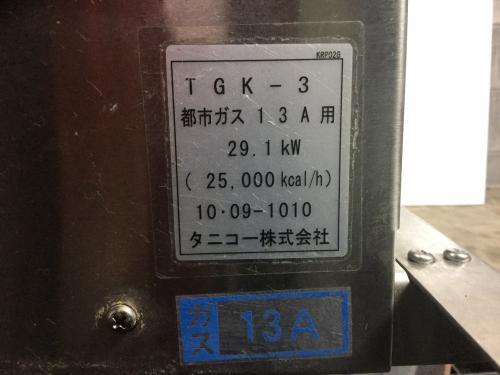 KRP02G
TGK-3
都市ガス13A用
29.1kW
(25,000kcal/h)
10・09-1010
タニコー株式会社
ガス 13A